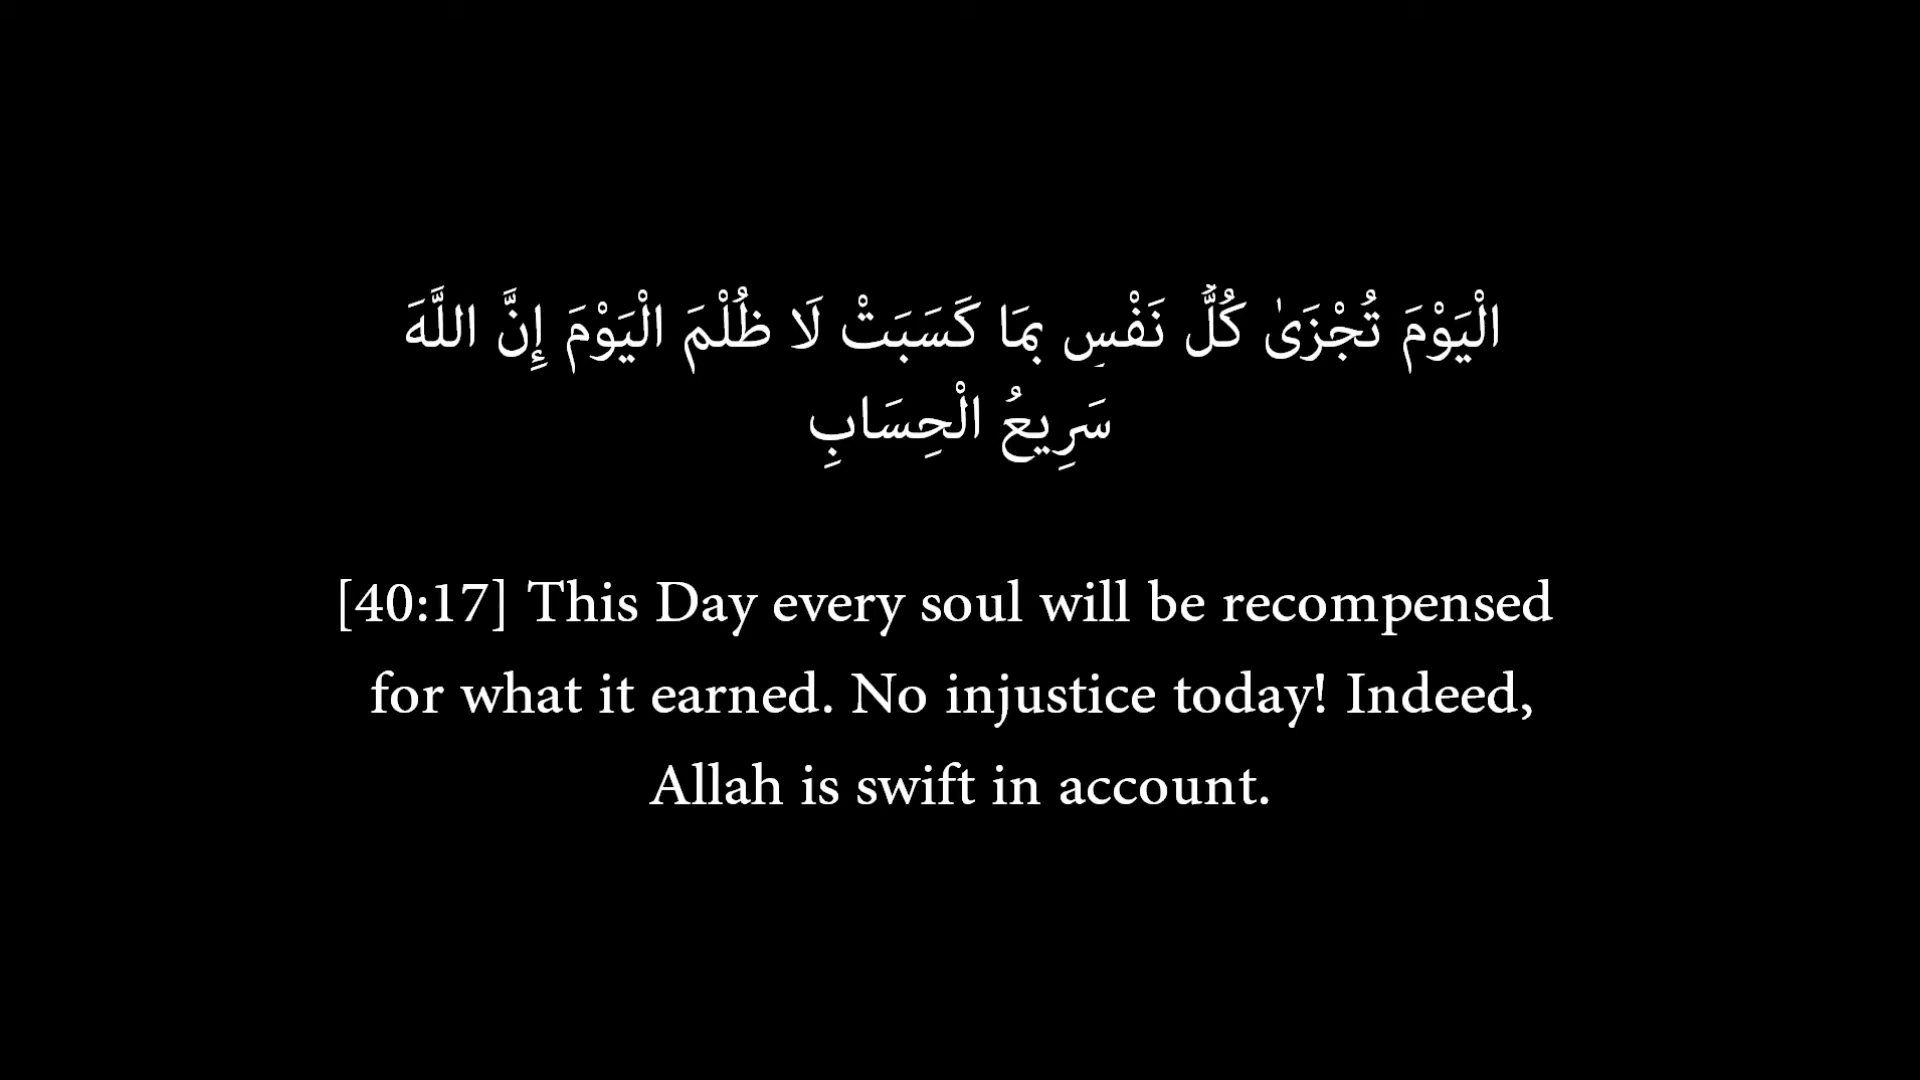 الْيَوْمَ تُجْزَىٰ كُلُّ نَفْسٍ بِمَا كَسَبَتْ لَا ظُلْمَ الْيَوْمَ إِنَّ اللَّهَ
سَرِيعُ الْحِسَابِ
[40:17] This Day every soul will be recompensed
for what it earned. No injustice today! Indeed,
Allah is swift in account.